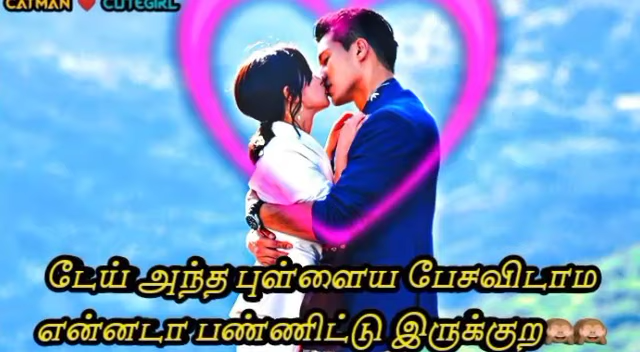 CATMAN ❤️ CUTEGIRL
டேய் அந்த புள்ளைய பேசவிடாம
என்னடா பண்ணிட்டு இருக்குற🙈🙈